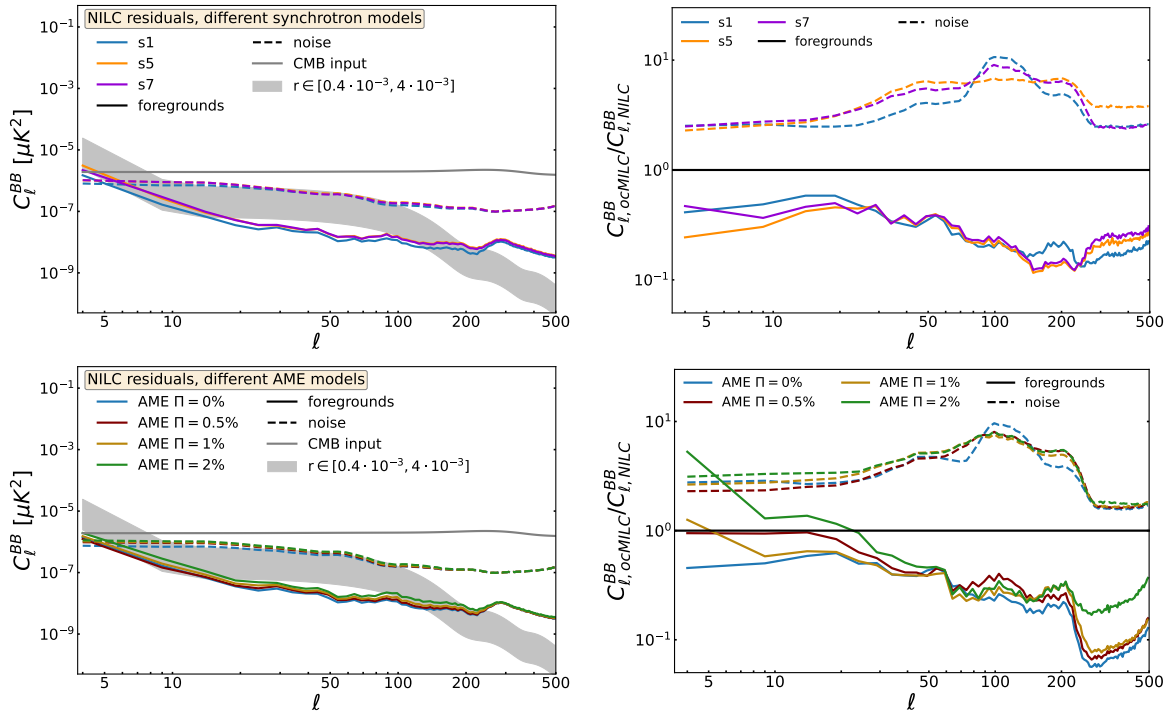 NILC residuals, different synchrotron models
s1
s5
s7
foregrounds
noise
CMB input
r ∈ [0.4 · 10⁻³, 4 · 10⁻³]
10⁻¹
10⁻³
10⁻⁵
10⁻⁷
10⁻⁹
C_ℓ^{BB} [μK²]
5 10 50 100 200 500
ℓ
s1
s5
s7
foregrounds
noise
10¹
10⁰
10⁻¹
C^{BB}_{ℓ, ocMILC}/C^{BB}_{ℓ, NILC}
5 10 50 100 200 500
ℓ
NILC residuals, different AME models
AME Π = 0%
AME Π = 0.5%
AME Π = 1%
AME Π = 2%
foregrounds
noise
CMB input
r ∈ [0.4 · 10⁻³, 4 · 10⁻³]
10⁻¹
10⁻³
10⁻⁵
10⁻⁷
10⁻⁹
C_ℓ^{BB} [μK²]
5 10 50 100 200 500
ℓ
AME Π = 0%
AME Π = 0.5%
AME Π = 1%
AME Π = 2%
foregrounds
noise
10¹
10⁰
10⁻¹
C^{BB}_{ℓ, ocMILC}/C^{BB}_{ℓ, NILC}
5 10 50 100 200 500
ℓ